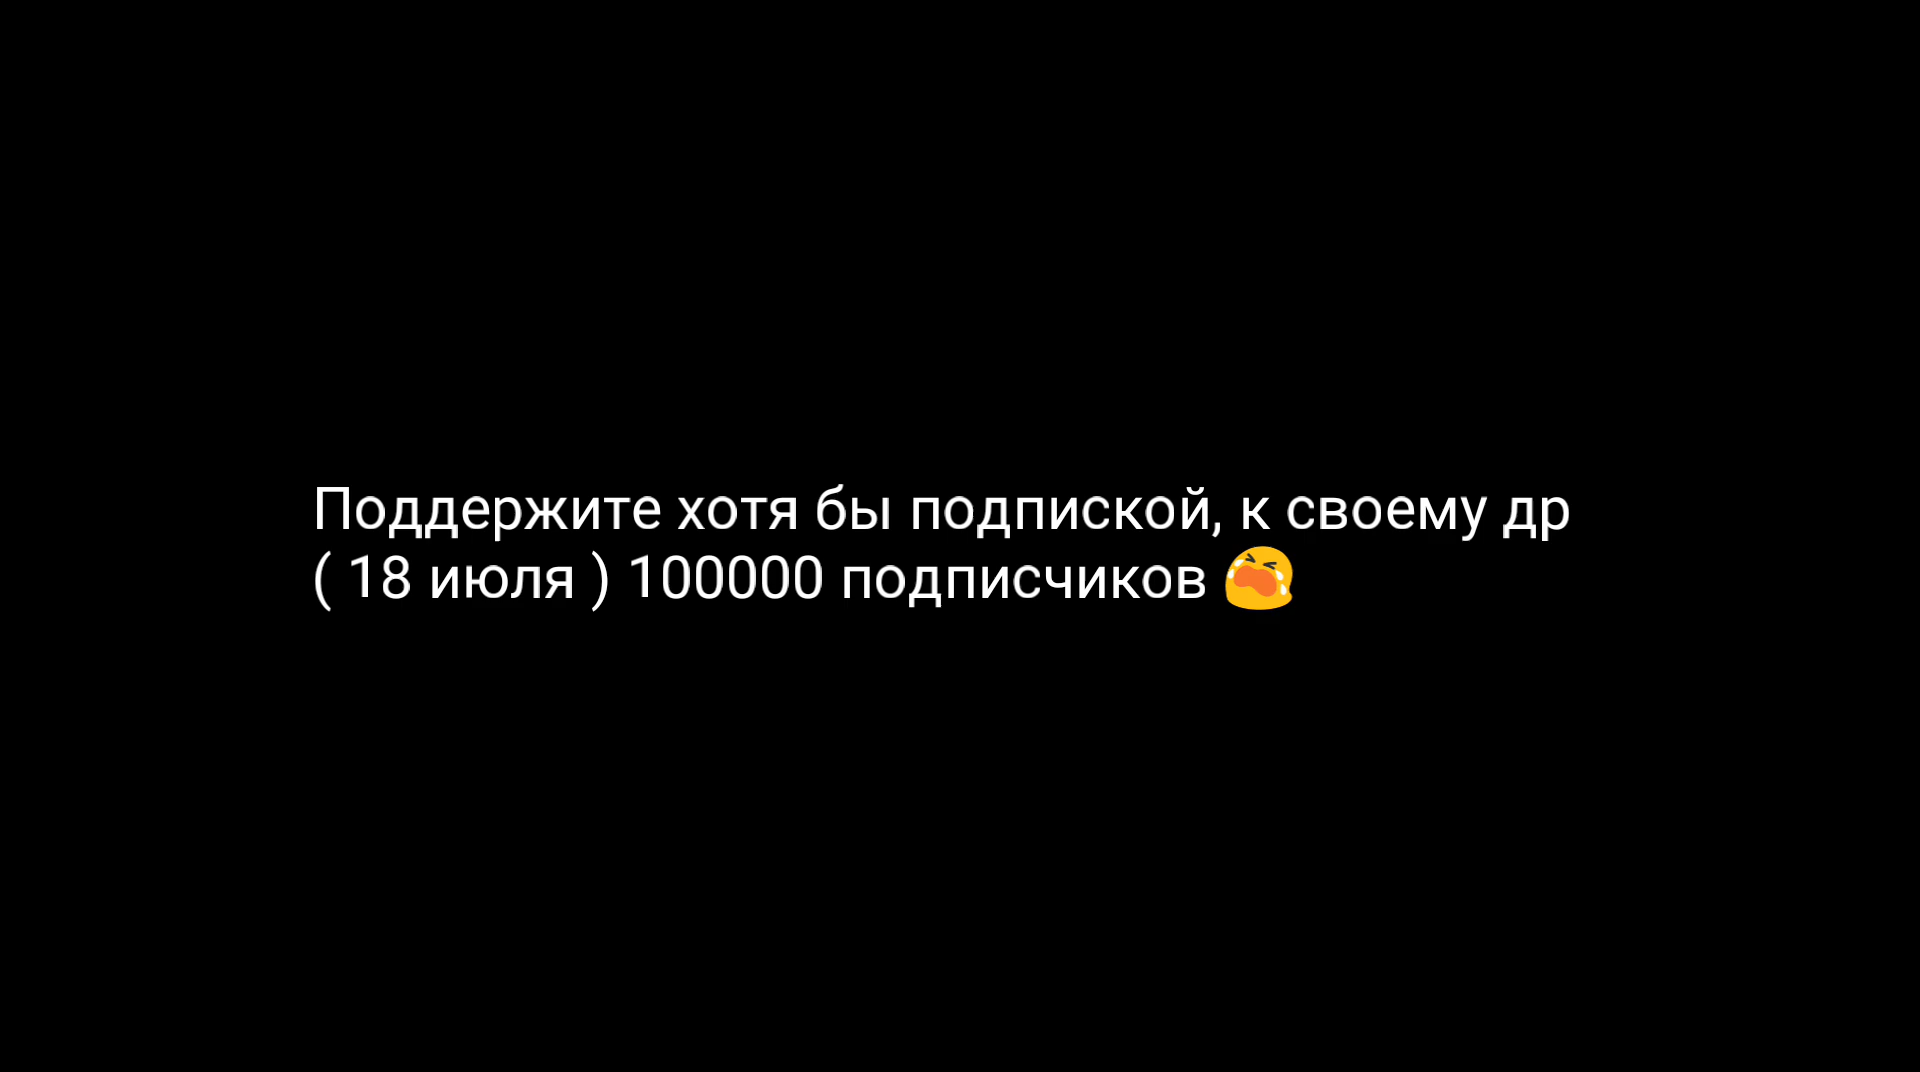 Поддержите хотя бы подпиской, к своему др
( 18 июля ) 100000 подписчиков 😭